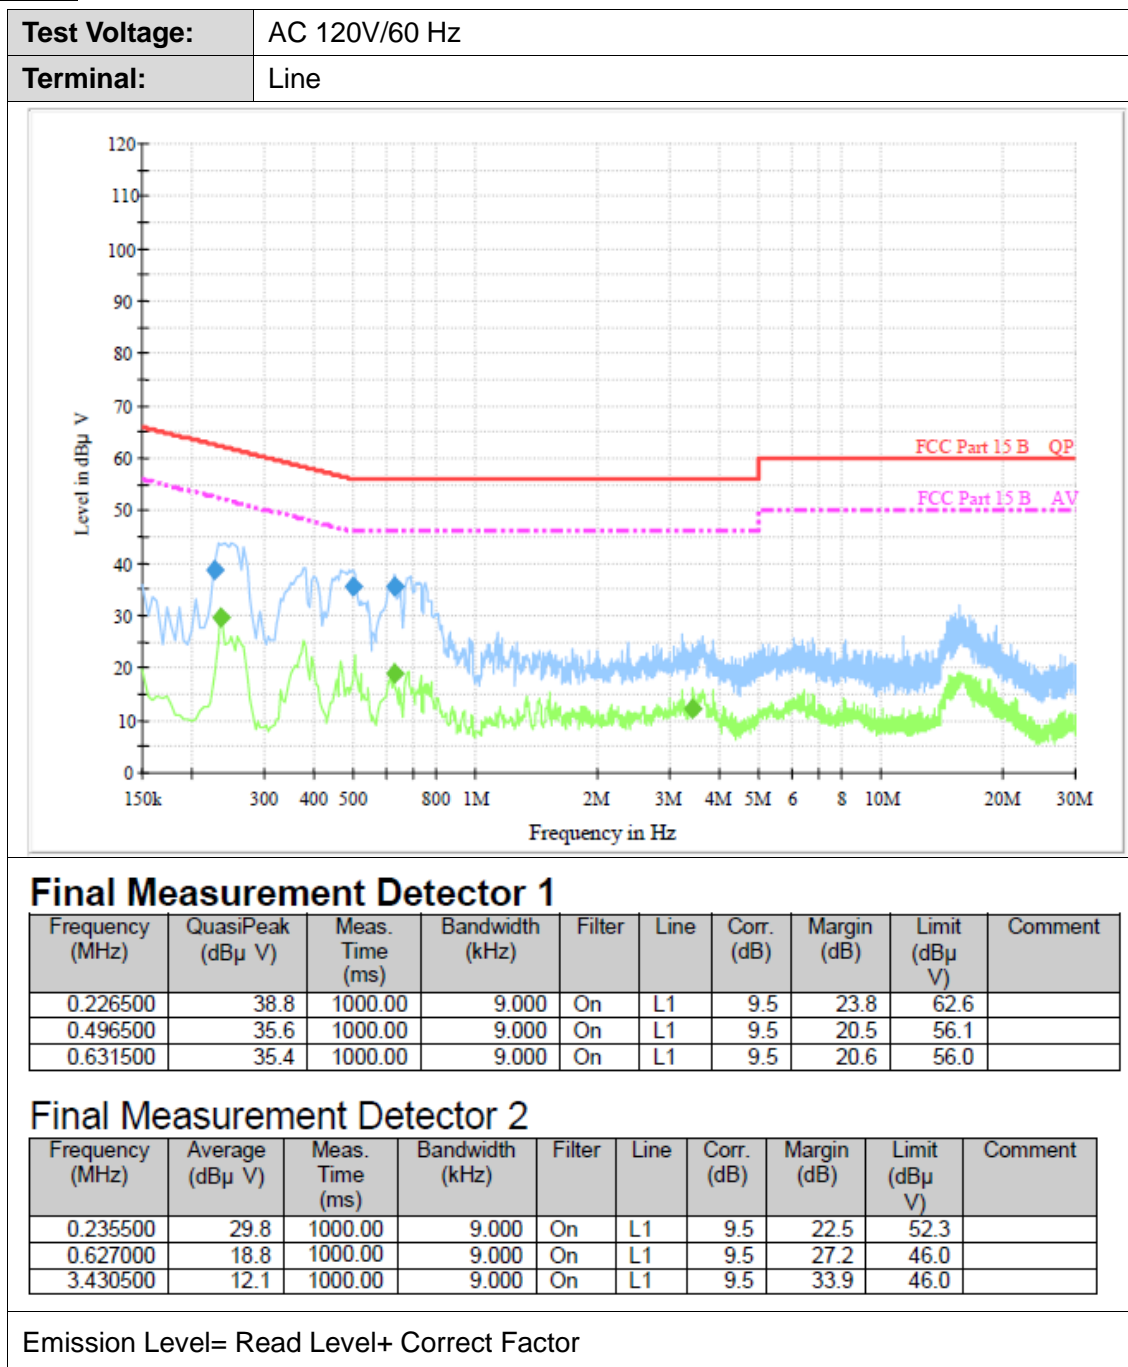 Test Voltage: AC 120V/60 Hz
Terminal: Line
120
110
100
90
80
70
60
50
40
30
20
10
0
Level in dBμ V
FCC Part 15 B QP
FCC Part 15 B AV
150k 300 400 500 800 1M 2M 3M 4M 5M 6 8 10M 20M 30M
Frequency in Hz
Final Measurement Detector 1
Frequency (MHz) QuasiPeak (dBμ V) Meas. Time (ms) Bandwidth (kHz) Filter Line Corr. (dB) Margin (dB) Limit (dBμ V) Comment
0.226500 38.8 1000.00 9.000 On L1 9.5 23.8 62.6
0.496500 35.6 1000.00 9.000 On L1 9.5 20.5 56.1
0.631500 35.4 1000.00 9.000 On L1 9.5 20.6 56.0
Final Measurement Detector 2
Frequency (MHz) Average (dBμ V) Meas. Time (ms) Bandwidth (kHz) Filter Line Corr. (dB) Margin (dB) Limit (dBμ V) Comment
0.235500 29.8 1000.00 9.000 On L1 9.5 22.5 52.3
0.627000 18.8 1000.00 9.000 On L1 9.5 27.2 46.0
3.430500 12.1 1000.00 9.000 On L1 9.5 33.9 46.0
Emission Level= Read Level+ Correct Factor